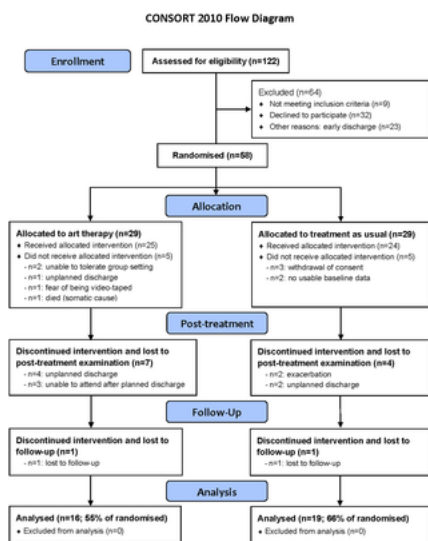 CONSORT 2010 Flow Diagram
Enrollment
Assessed for eligibility (n=122)
Excluded (n=64)
♦ Not meeting inclusion criteria (n=9)
♦ Declined to participate (n=32)
♦ Other reasons: early discharge (n=23)
Randomised (n=58)
Allocation
Allocated to art therapy (n=29)
♦ Received allocated intervention (n=25)
♦ Did not receive allocated intervention (n=5)
- n=2: unable to tolerate group setting
- n=1: unplanned discharge
- n=1: fear of being video-taped
- n=1: died (somatic cause)
Allocated to treatment as usual (n=29)
♦ Received allocated intervention (n=24)
♦ Did not receive allocated intervention (n=5)
- n=3: withdrawal of consent
- n=2: no usable baseline data
Post-treatment
Discontinued intervention and lost to
post-treatment examination (n=7)
- n=4: unplanned discharge
- n=3: unable to attend after planned discharge
Discontinued intervention and lost to
post-treatment examination (n=4)
- n=2: exacerbation
- n=2: unplanned discharge
Follow-Up
Discontinued intervention and lost to
follow-up (n=1)
- n=1: lost to follow-up
Discontinued intervention and lost to
follow-up (n=1)
- n=1: lost to follow-up
Analysis
Analysed (n=16; 55% of randomised)
♦ Excluded from analysis (n=0)
Analysed (n=19; 66% of randomised)
♦ Excluded from analysis (n=0)